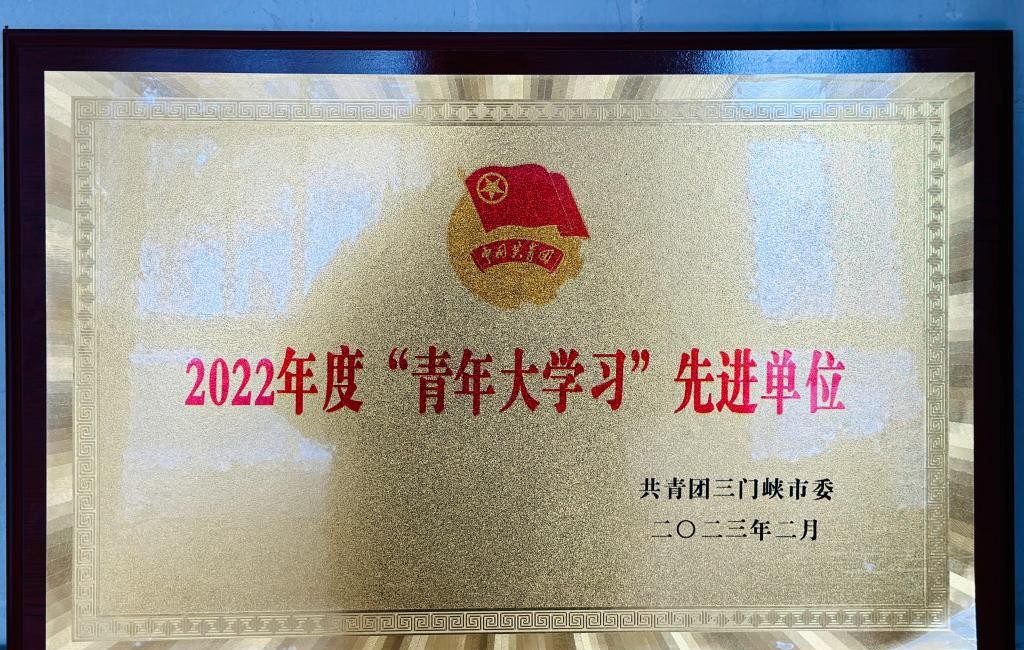 中国共青团
2022年度“青年大学习”先进单位
共青团三门峡市委
二〇二三年二月